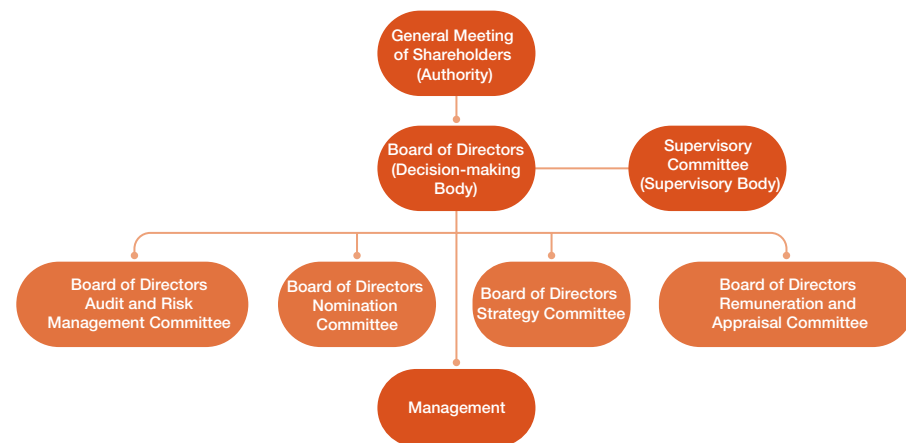 General Meeting
of Shareholders
(Authority)
Board of Directors
(Decision-making
Body)
Supervisory
Committee
(Supervisory Body)
Board of Directors
Audit and Risk
Management Committee
Board of Directors
Nomination
Committee
Board of Directors
Strategy Committee
Board of Directors
Remuneration and
Appraisal Committee
Management